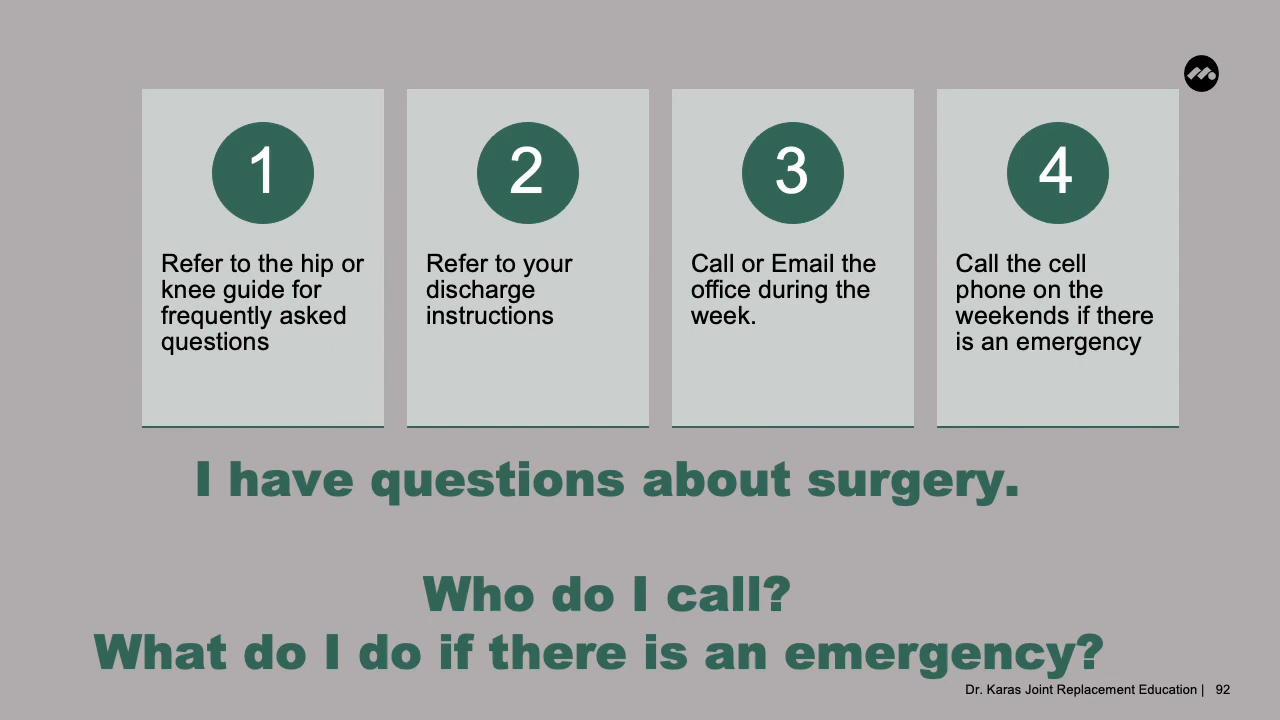 1
Refer to the hip or
knee guide for
frequently asked
questions
2
Refer to your
discharge
instructions
3
Call or Email the
office during the
week.
4
Call the cell
phone on the
weekends if there
is an emergency
I have questions about surgery.
Who do I call?
What do I do if there is an emergency?
Dr. Karas Joint Replacement Education | 92